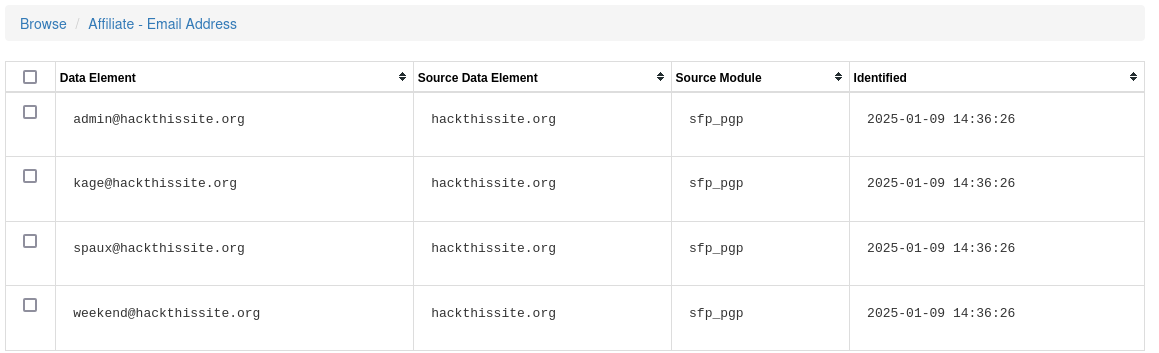 Browse / Affiliate - Email Address
Data Element Source Data Element Source Module Identified
admin@hackthissite.org hackthissite.org sfp_pgp 2025-01-09 14:36:26
kage@hackthissite.org hackthissite.org sfp_pgp 2025-01-09 14:36:26
spaux@hackthissite.org hackthissite.org sfp_pgp 2025-01-09 14:36:26
weekend@hackthissite.org hackthissite.org sfp_pgp 2025-01-09 14:36:26